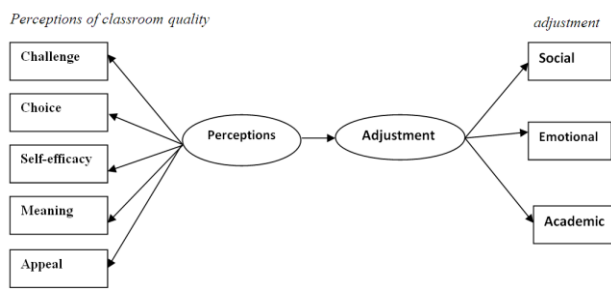 Perceptions of classroom quality
adjustment
Challenge
Choice
Self-efficacy
Meaning
Appeal
Perceptions
Adjustment
Social
Emotional
Academic